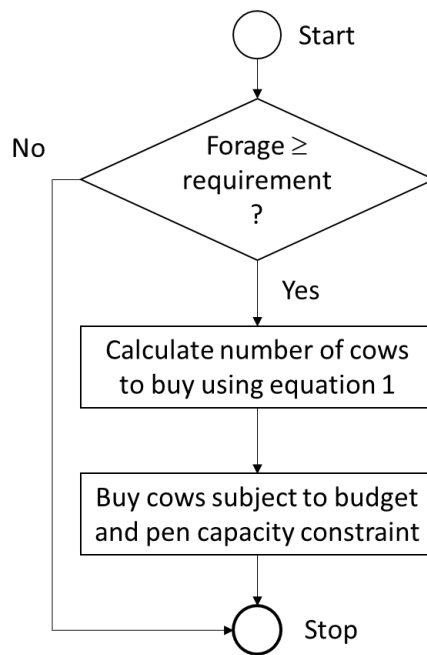 Start
No
Forage ≥
requirement
?
Yes
Calculate number of cows
to buy using equation 1
Buy cows subject to budget
and pen capacity constraint
Stop